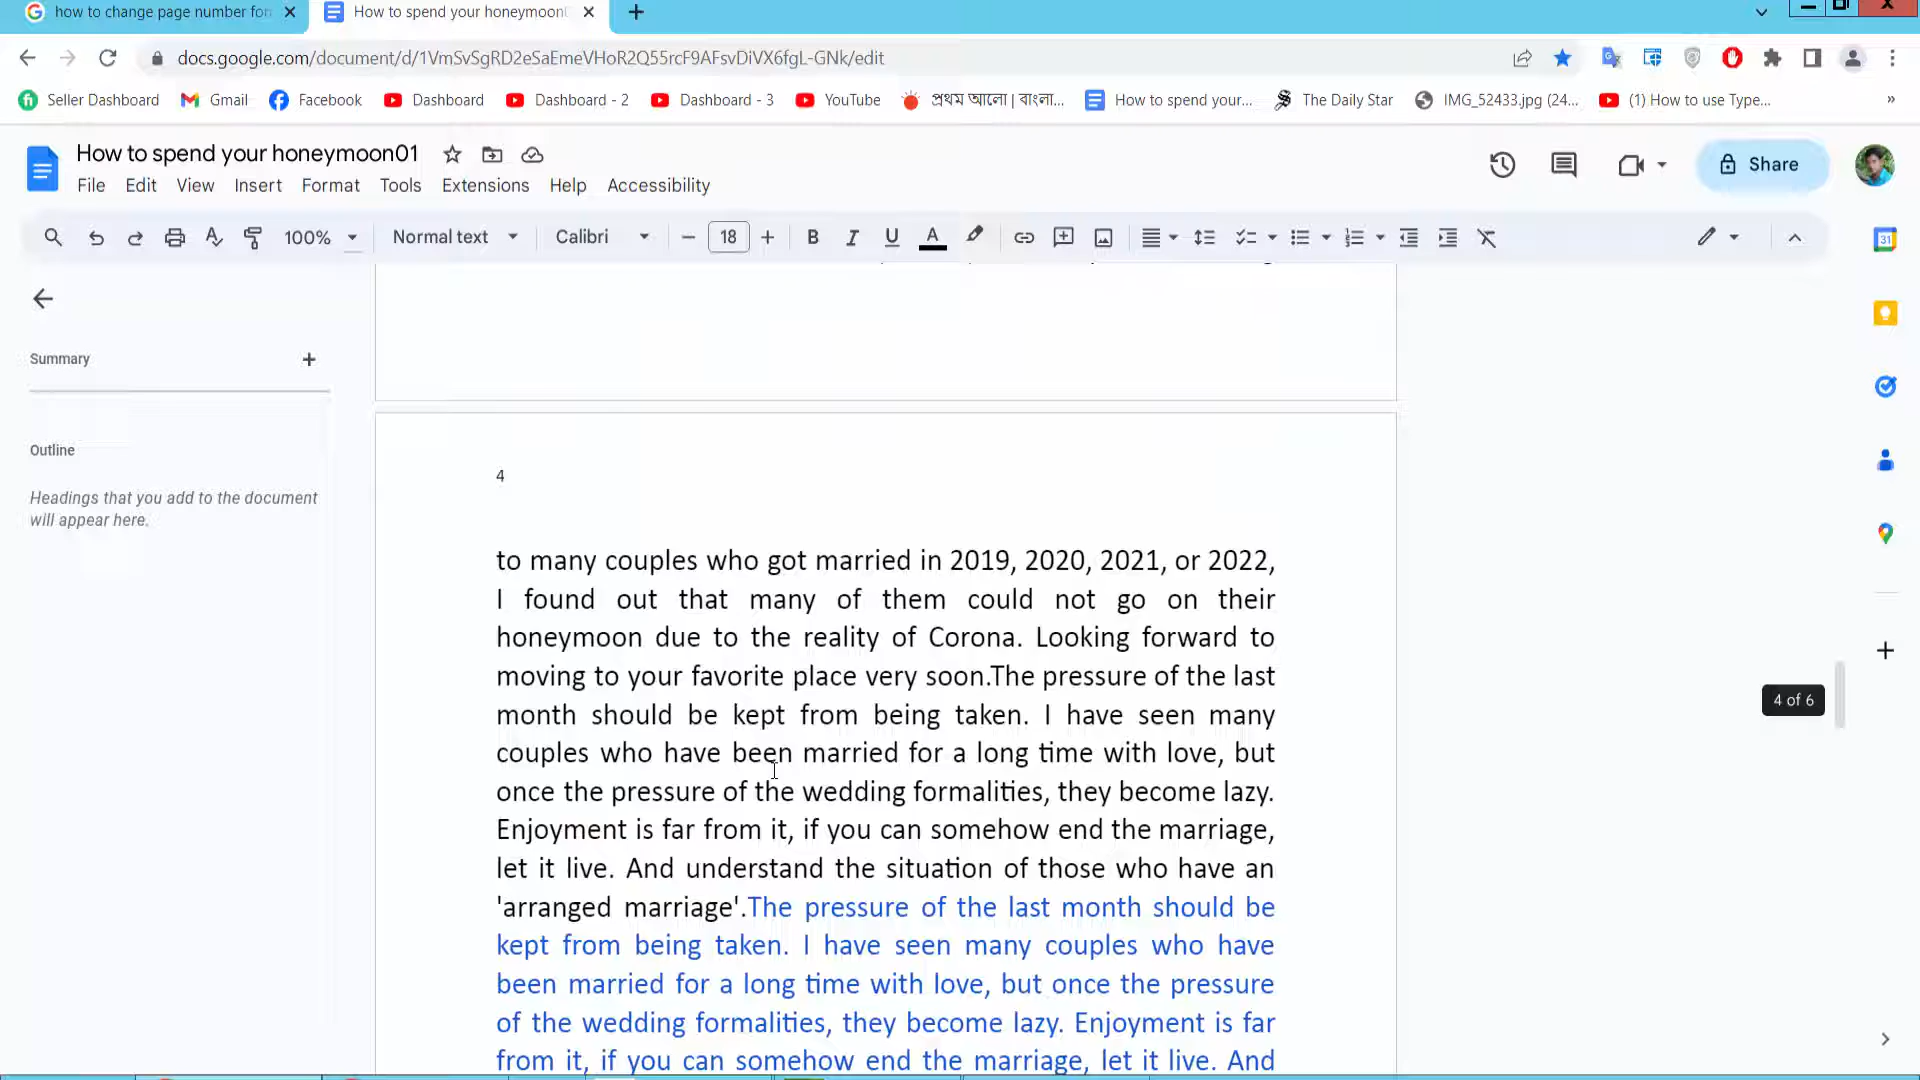 how to change page number for
How to spend your honeymoon
docs.google.com/document/d/1VmSvSgRD2eSaEmeVHoR2Q55rcF9AFsvDiVX6fgL-GNk/edit
Seller Dashboard
Gmail
Facebook
Dashboard
Dashboard - 2
Dashboard - 3
YouTube
প্রথম আলো | বাংলা...
How to spend your...
The Daily Star
IMG_52433.jpg (24...
(1) How to use Type...
»
How to spend your honeymoon01
File Edit View Insert Format Tools Extensions Help Accessibility
Share
100% Normal text Calibri 18
31
Summary
Outline
Headings that you add to the document
will appear here.
4
to many couples who got married in 2019, 2020, 2021, or 2022,
I found out that many of them could not go on their
honeymoon due to the reality of Corona. Looking forward to
moving to your favorite place very soon.The pressure of the last
month should be kept from being taken. I have seen many
couples who have been married for a long time with love, but
once the pressure of the wedding formalities, they become lazy.
Enjoyment is far from it, if you can somehow end the marriage,
let it live. And understand the situation of those who have an
'arranged marriage'.The pressure of the last month should be
kept from being taken. I have seen many couples who have
been married for a long time with love, but once the pressure
of the wedding formalities, they become lazy. Enjoyment is far
from it, if you can somehow end the marriage, let it live. And
4 of 6